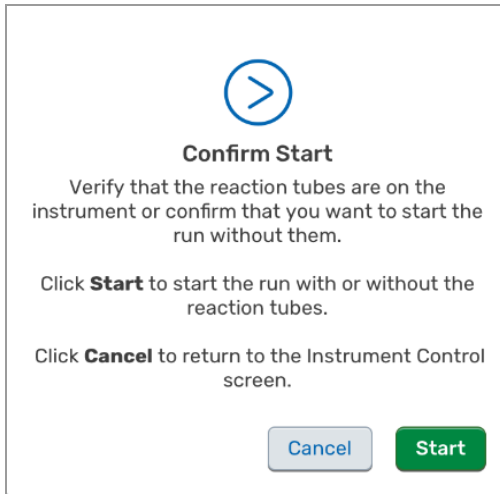 Confirm Start
Verify that the reaction tubes are on the
instrument or confirm that you want to start the
run without them.
Click Start to start the run with or without the
reaction tubes.
Click Cancel to return to the Instrument Control
screen.
Cancel Start